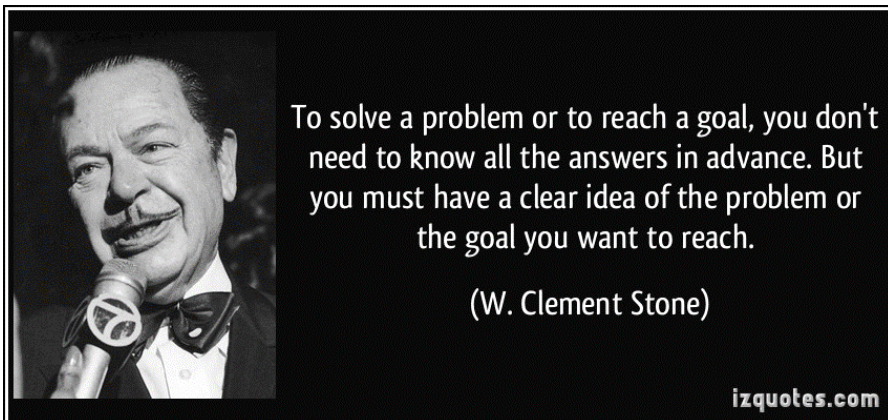 To solve a problem or to reach a goal, you don't
need to know all the answers in advance. But
you must have a clear idea of the problem or
the goal you want to reach.
(W. Clement Stone)
izquotes.com
7